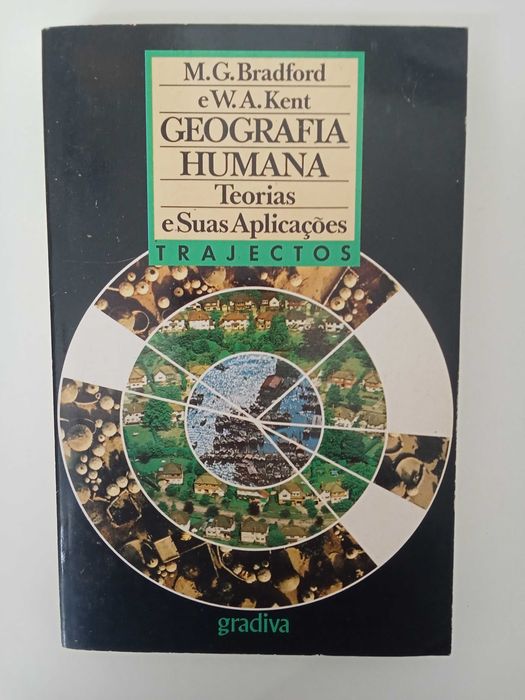 M.G.Bradford
e W.A.Kent
GEOGRAFIA
HUMANA
Teorias
e Suas Aplicações
TRAJECTOS
gradiva